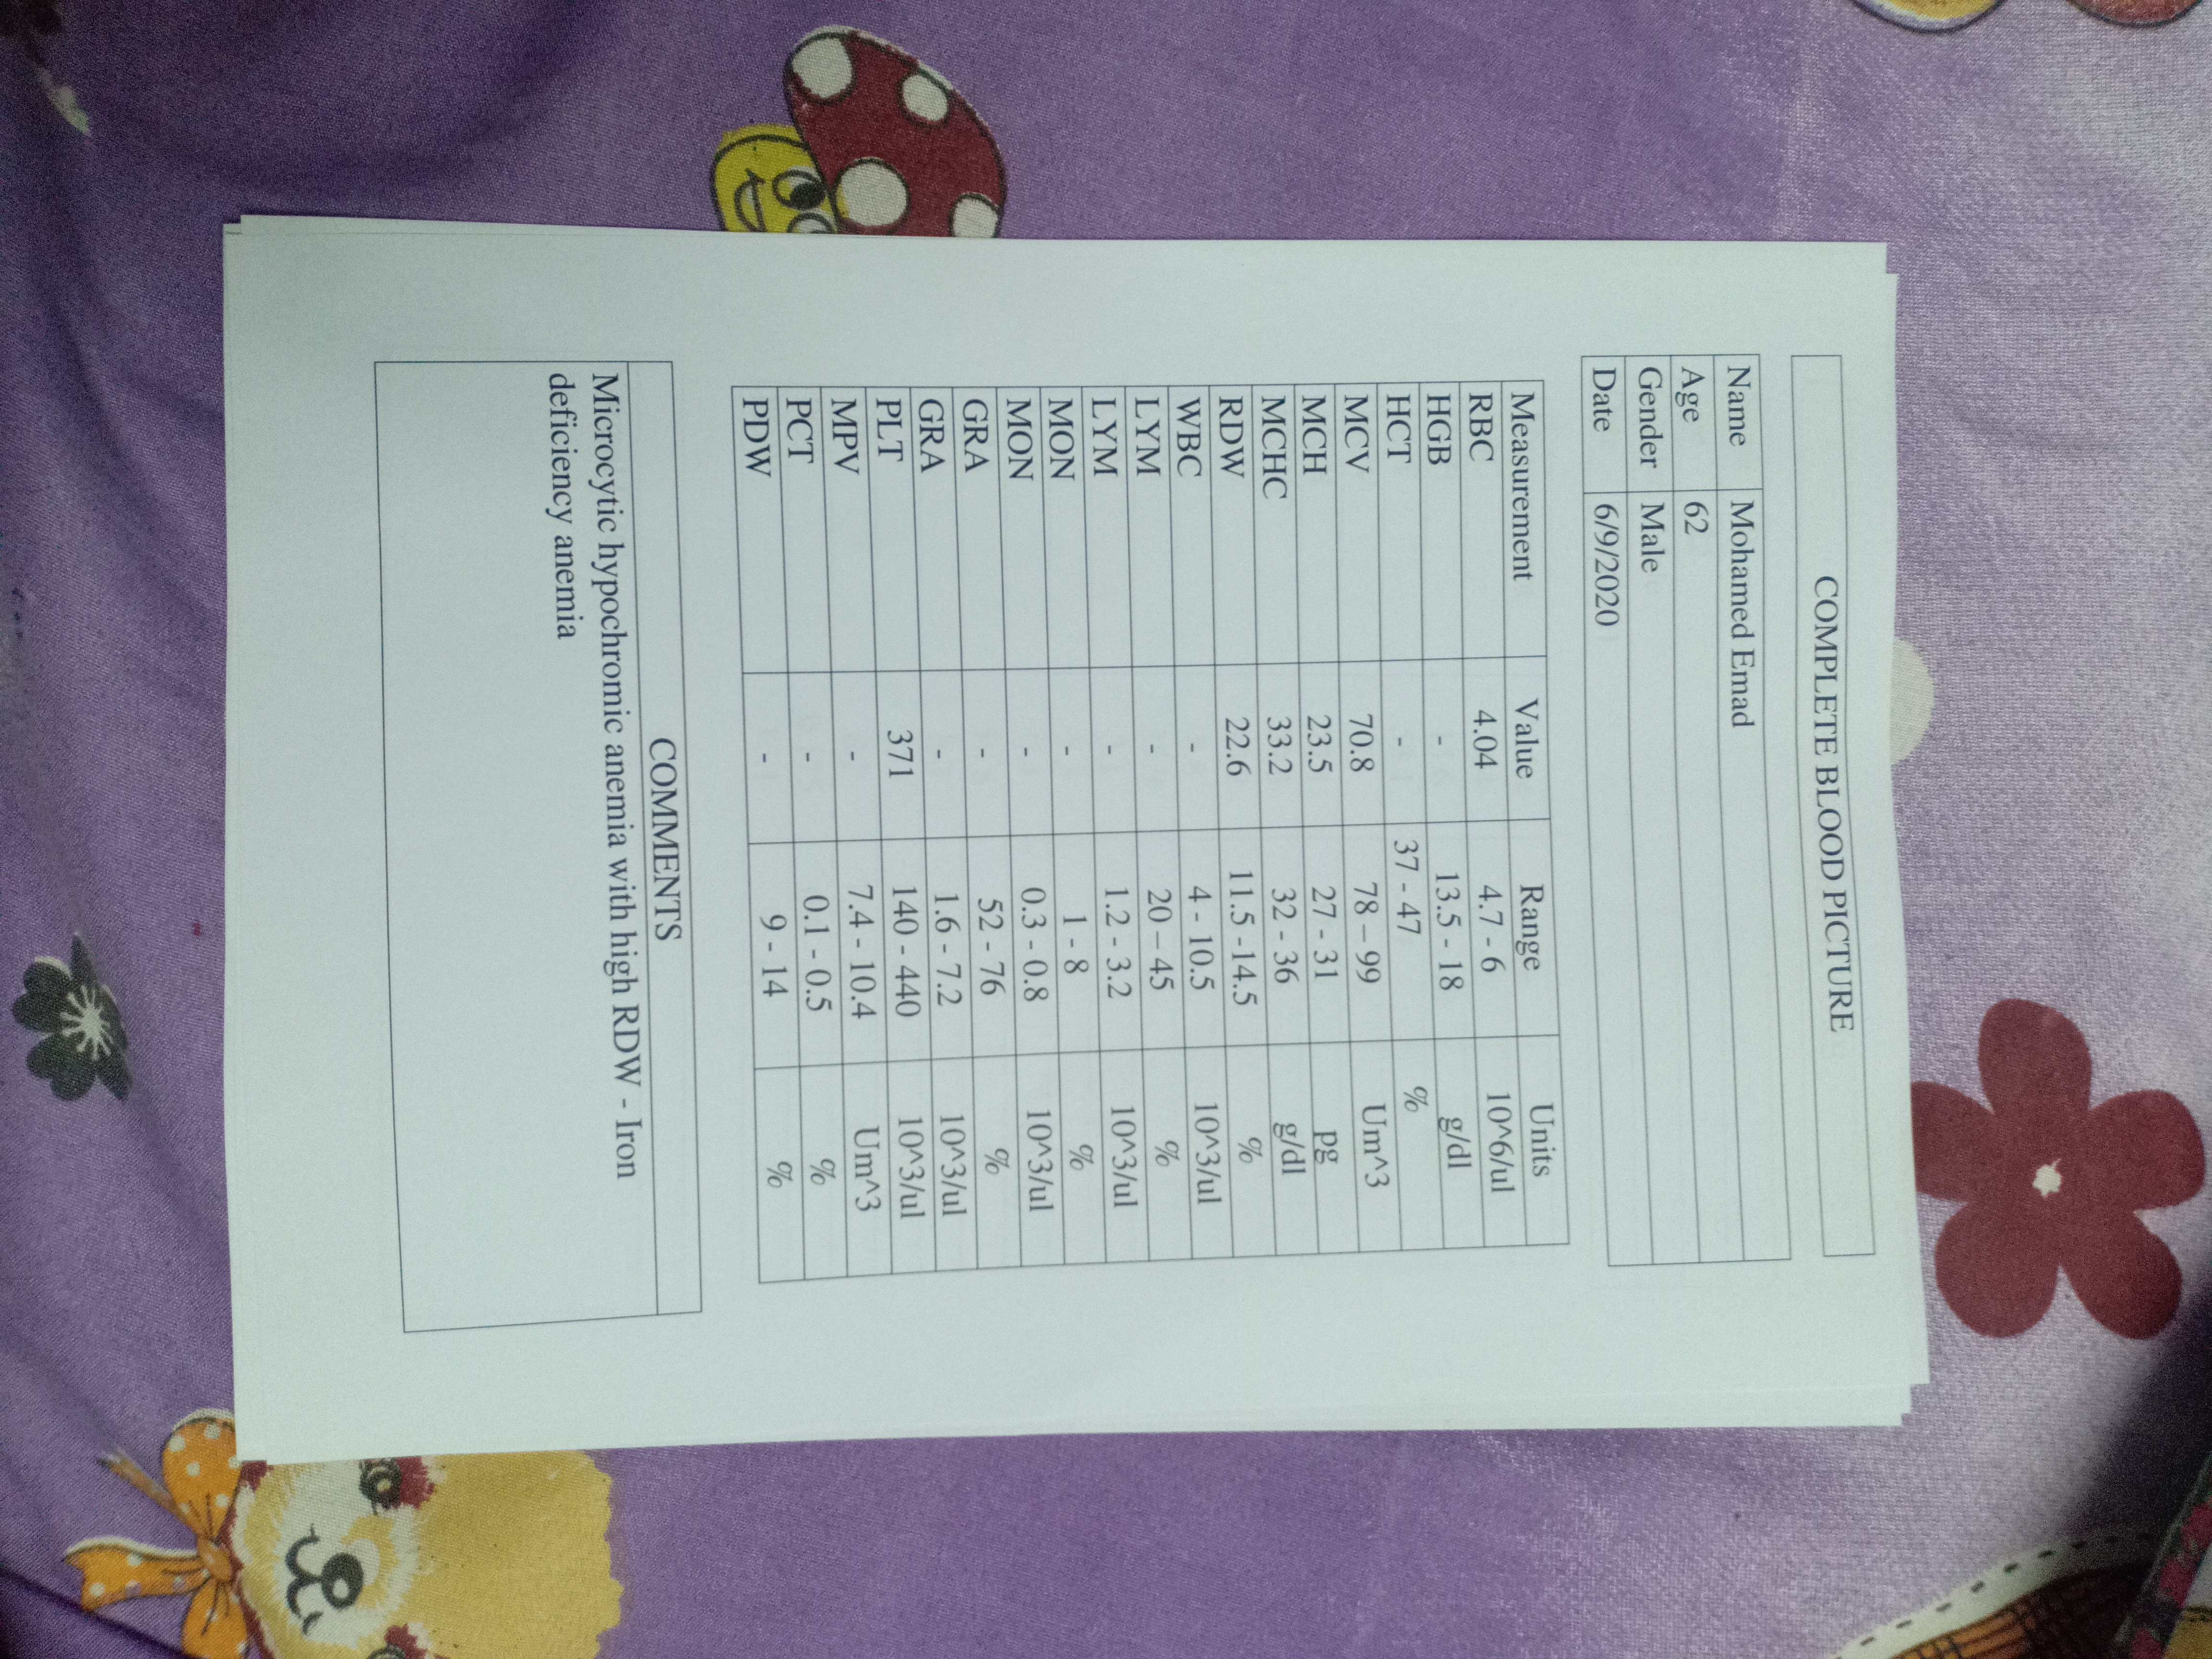 COMPLETE BLOOD PICTURE
Name Mohamed Emad
Age 62
Gender Male
Date 6/9/2020
Measurement Value Range Units
RBC 4.04 4.7 - 6 10^6/ul
HGB - 13.5 - 18 g/dl
HCT - 37 - 47 %
MCV 70.8 78 – 99 Um^3
MCH 23.5 27 - 31 pg
MCHC 33.2 32 - 36 g/dl
RDW 22.6 11.5 -14.5 %
WBC - 4 - 10.5 10^3/ul
LYM - 20 – 45 %
LYM - 1.2 - 3.2 10^3/ul
MON - 1 - 8 %
MON - 0.3 - 0.8 10^3/ul
GRA - 52 - 76 %
GRA - 1.6 - 7.2 10^3/ul
PLT 371 140 - 440 10^3/ul
MPV - 7.4 - 10.4 Um^3
PCT - 0.1 - 0.5 %
PDW - 9 - 14 %
COMMENTS
Microcytic hypochromic anemia with high RDW - Iron
deficiency anemia